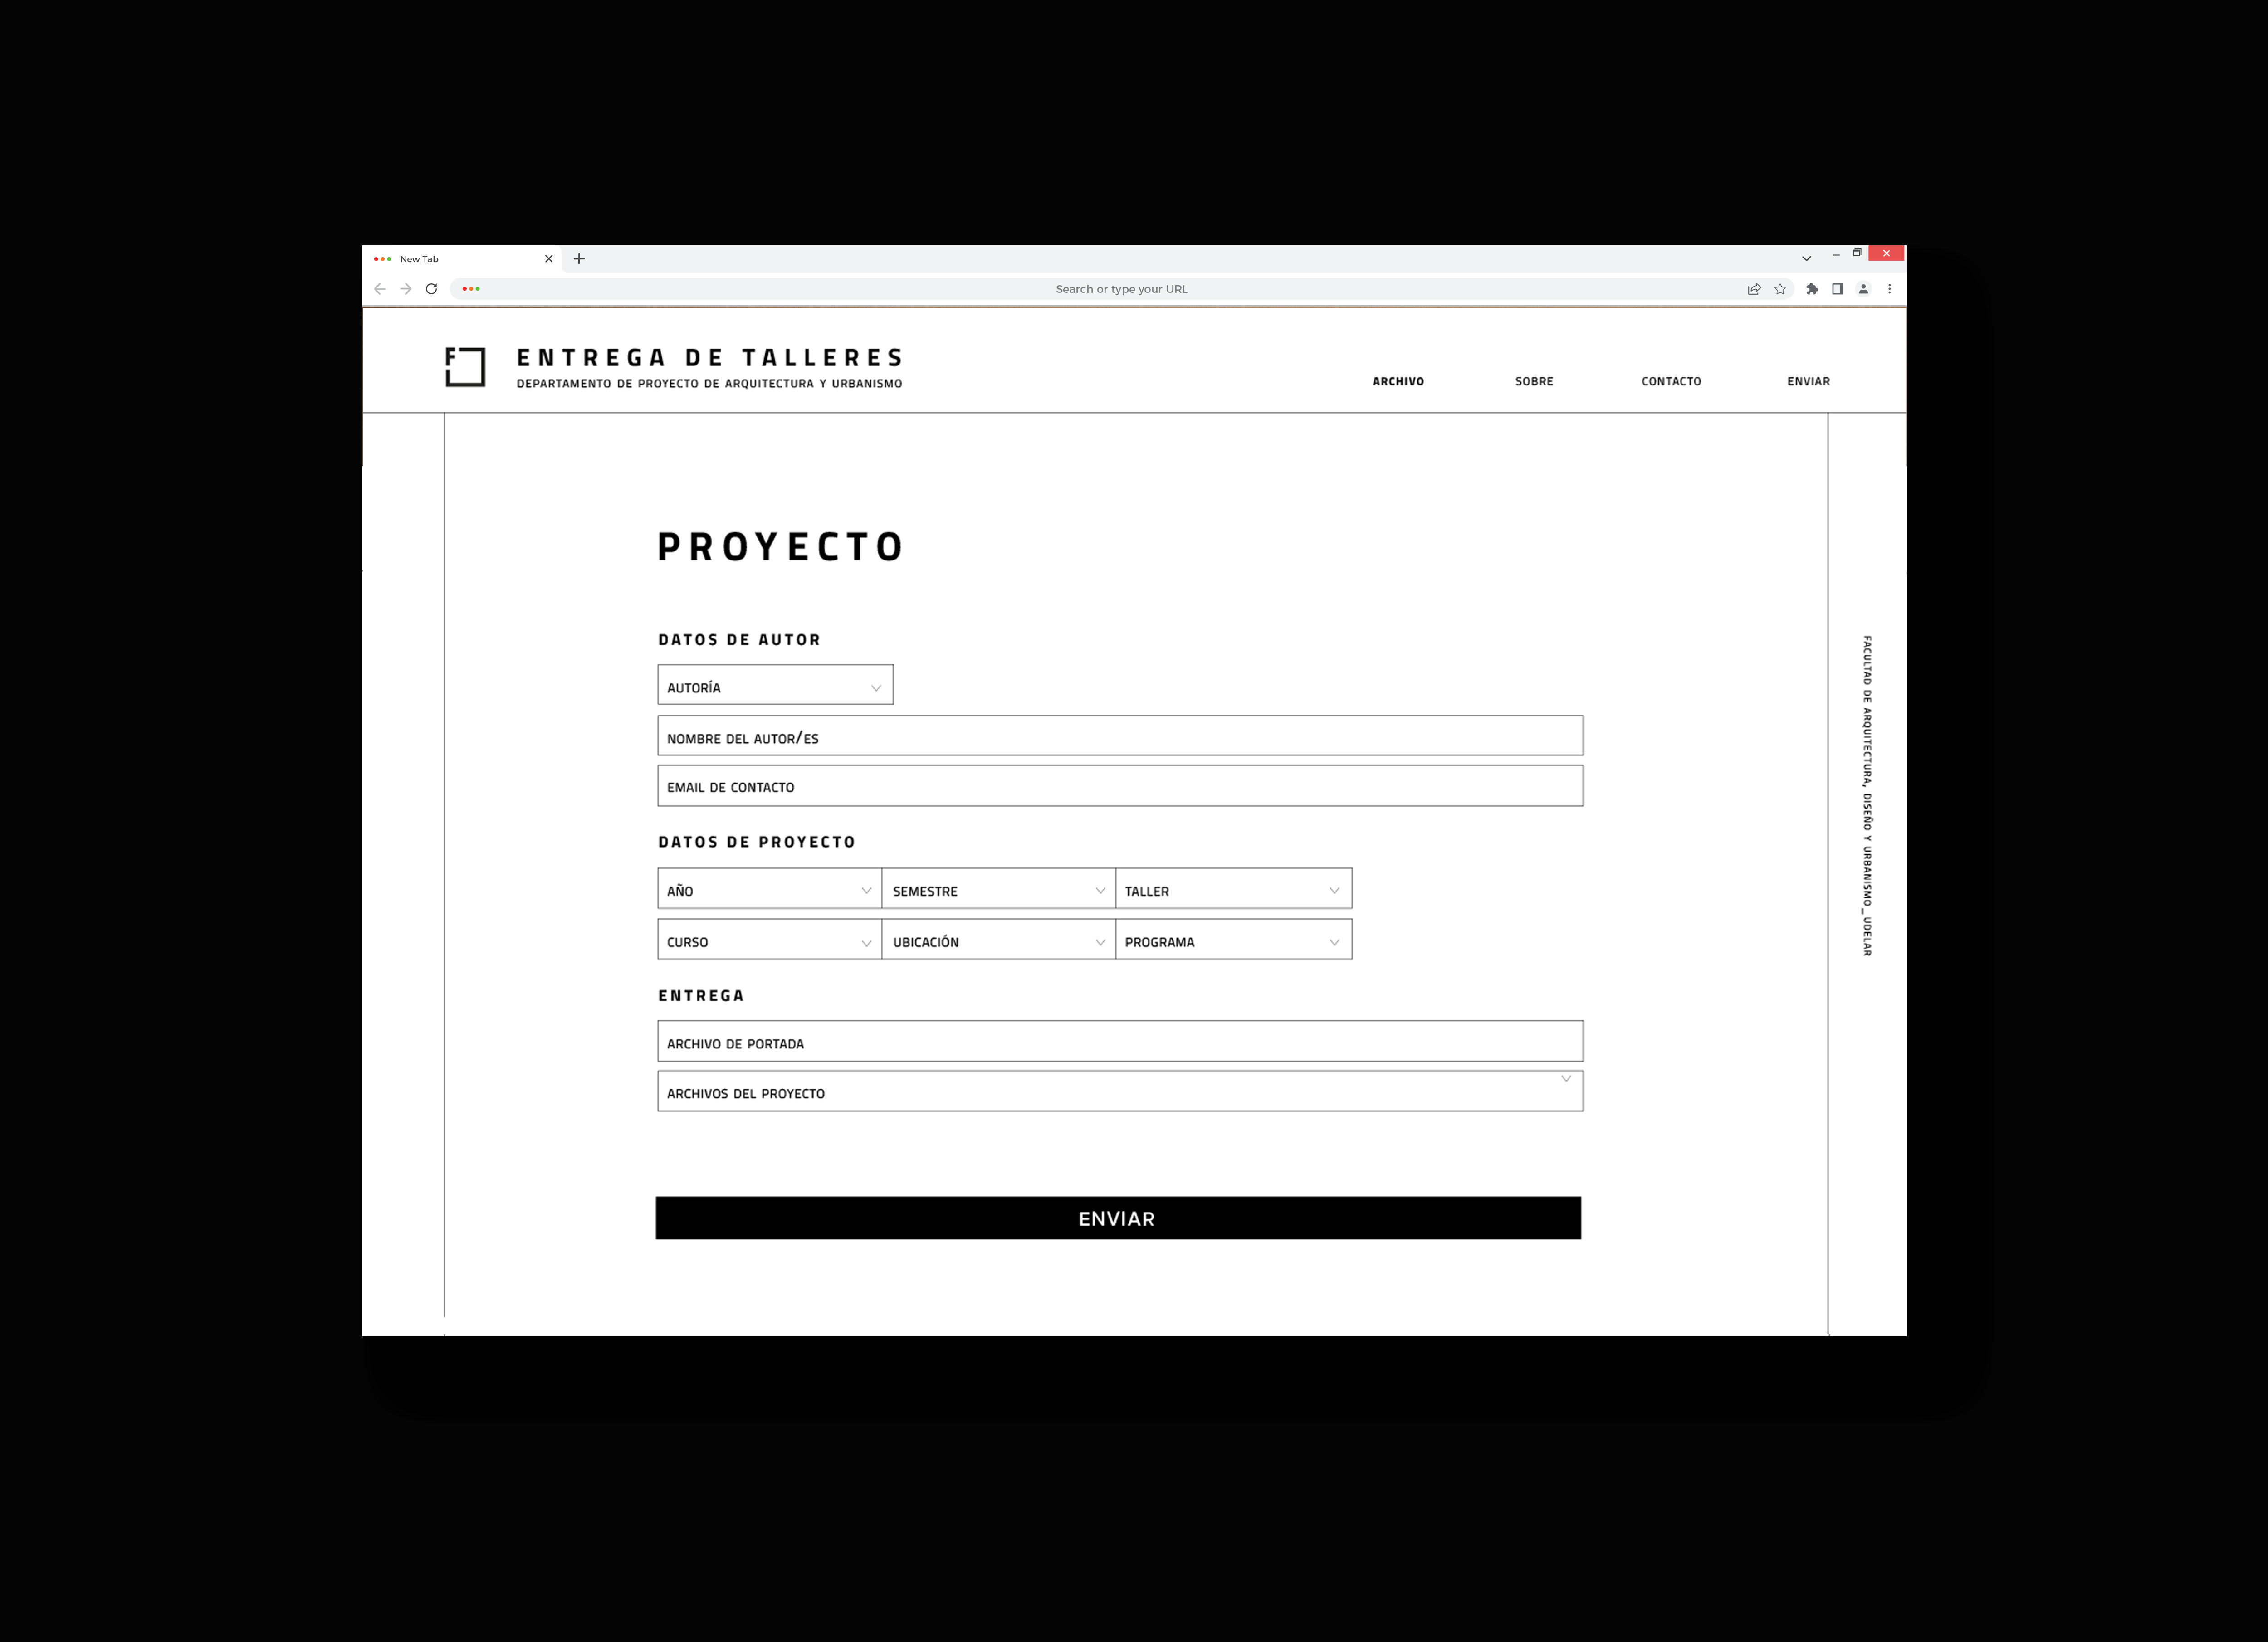 New Tab
Search or type your URL
F
ENTREGA DE TALLERES
DEPARTAMENTO DE PROYECTO DE ARQUITECTURA Y URBANISMO
ARCHIVO SOBRE CONTACTO ENVIAR
PROYECTO
DATOS DE AUTOR
AUTORÍA
NOMBRE DEL AUTOR/ES
EMAIL DE CONTACTO
DATOS DE PROYECTO
AÑO SEMESTRE TALLER
CURSO UBICACIÓN PROGRAMA
ENTREGA
ARCHIVO DE PORTADA
ARCHIVOS DEL PROYECTO
ENVIAR
FACULTAD DE ARQUITECTURA, DISEÑO Y URBANISMO_UDELAR